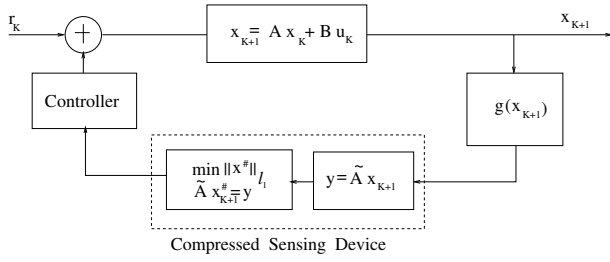 r_K
+
x_{K+1} = A x_K + B u_K
x_{K+1}
Controller
g(x_{K+1})
min ||x^#||_{l_1}
Ã x^#_{K+1} = y
y = Ã x_{K+1}
Compressed Sensing Device